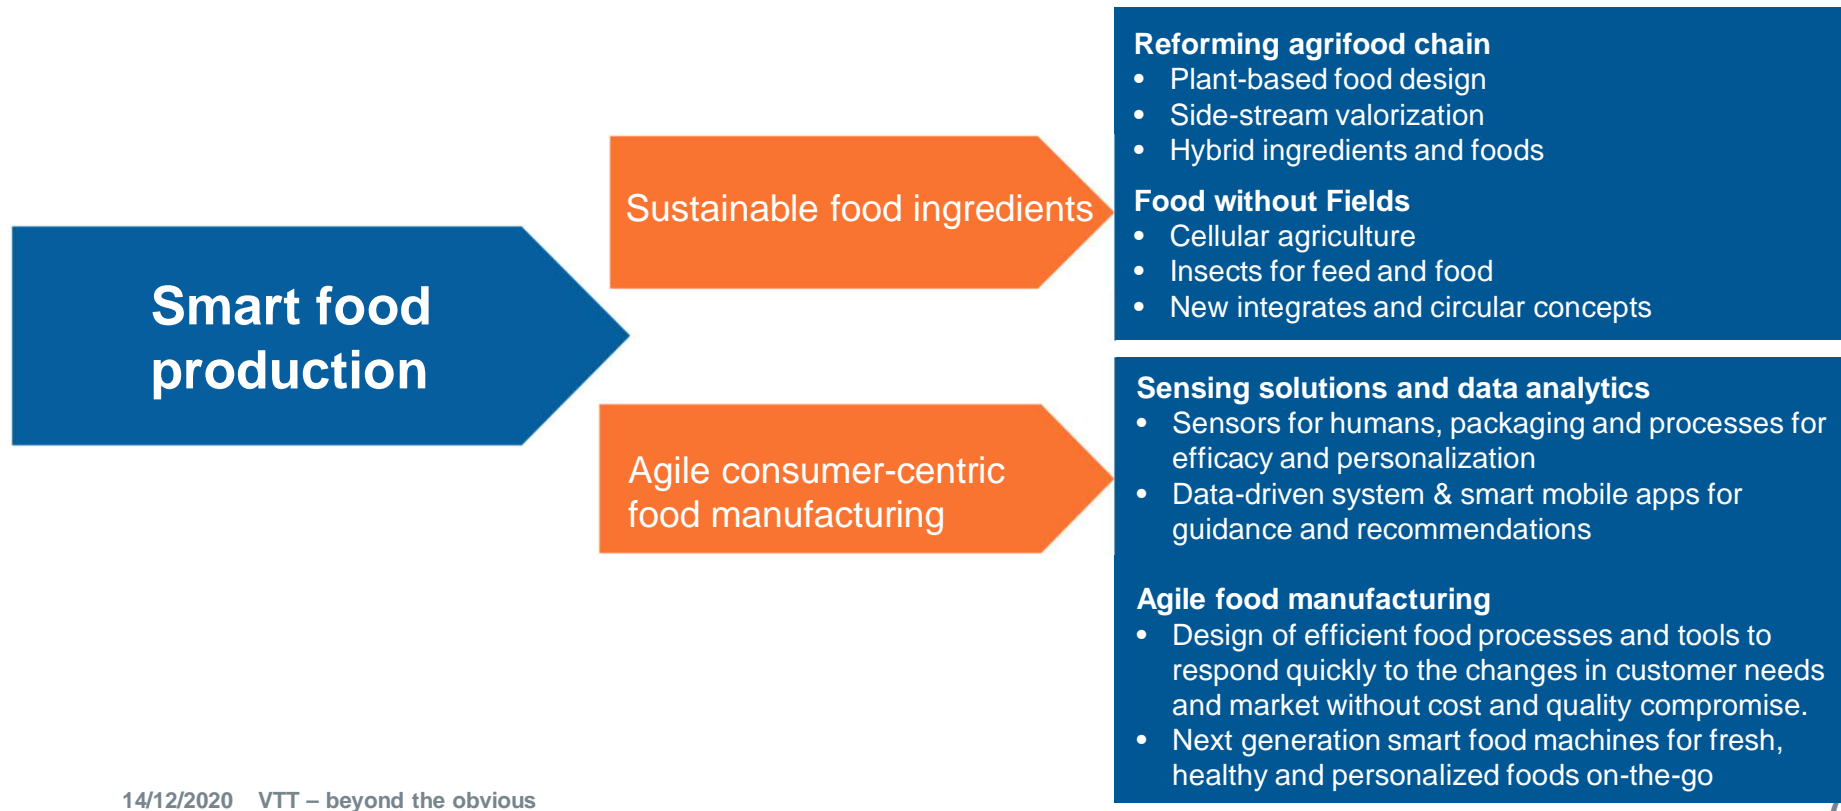 Smart food
production
Sustainable food ingredients
Agile consumer-centric
food manufacturing
Reforming agrifood chain
• Plant-based food design
• Side-stream valorization
• Hybrid ingredients and foods
Food without Fields
• Cellular agriculture
• Insects for feed and food
• New integrates and circular concepts
Sensing solutions and data analytics
• Sensors for humans, packaging and processes for
efficacy and personalization
• Data-driven system & smart mobile apps for
guidance and recommendations
Agile food manufacturing
• Design of efficient food processes and tools to
respond quickly to the changes in customer needs
and market without cost and quality compromise.
• Next generation smart food machines for fresh,
healthy and personalized foods on-the-go
14/12/2020 VTT – beyond the obvious